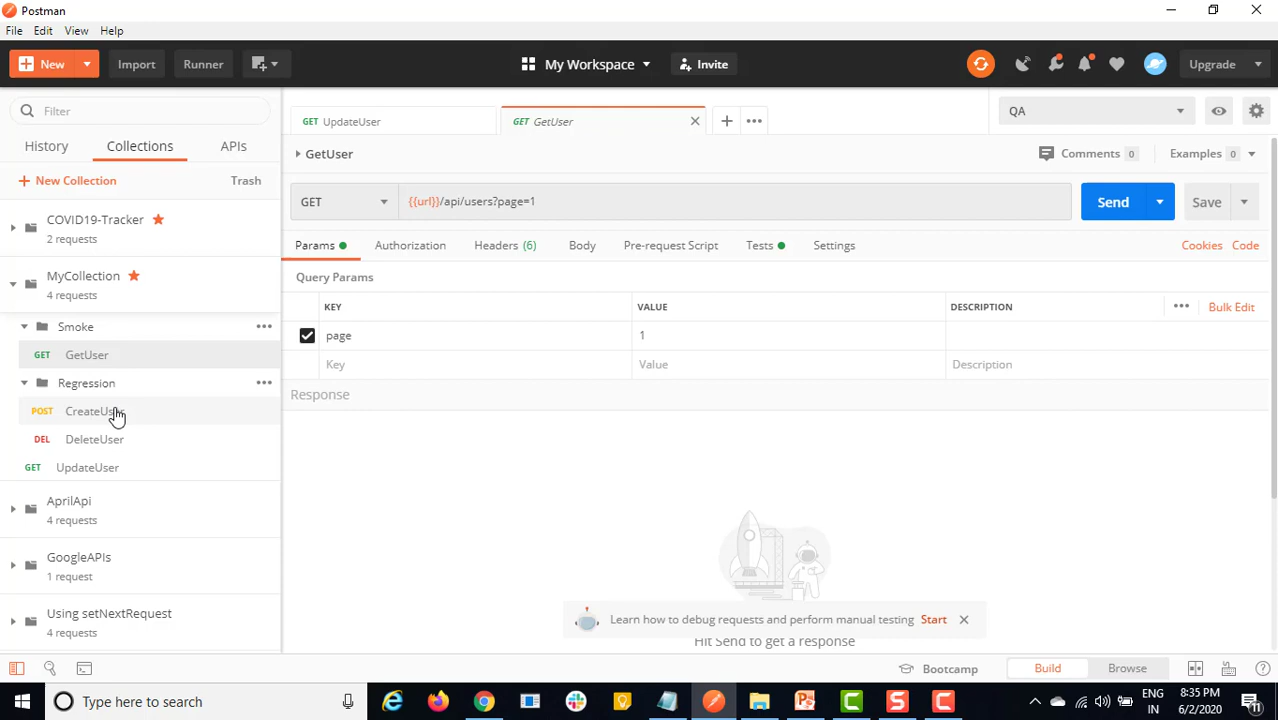 Postman
File Edit View Help
New Import Runner My Workspace Invite Upgrade
Filter
History Collections APIs
New Collection Trash
COVID19-Tracker
2 requests
MyCollection
4 requests
Smoke
GET GetUser
Regression
POST CreateUser
DEL DeleteUser
GET UpdateUser
AprilApi
4 requests
GoogleAPIs
1 request
Using setNextRequest
4 requests
GET UpdateUser GET GetUser
QA
GetUser Comments 0 Examples 0
GET {{url}}/api/users?page=1 Send Save
Params Authorization Headers (6) Body Pre-request Script Tests Settings Cookies Code
Query Params
KEY VALUE DESCRIPTION Bulk Edit
page 1
Key Value Description
Response
Learn how to debug requests and perform manual testing Start
Hit Send to get a response
Bootcamp Build Browse
Type here to search
ENG
IN
8:35 PM
6/2/2020
11